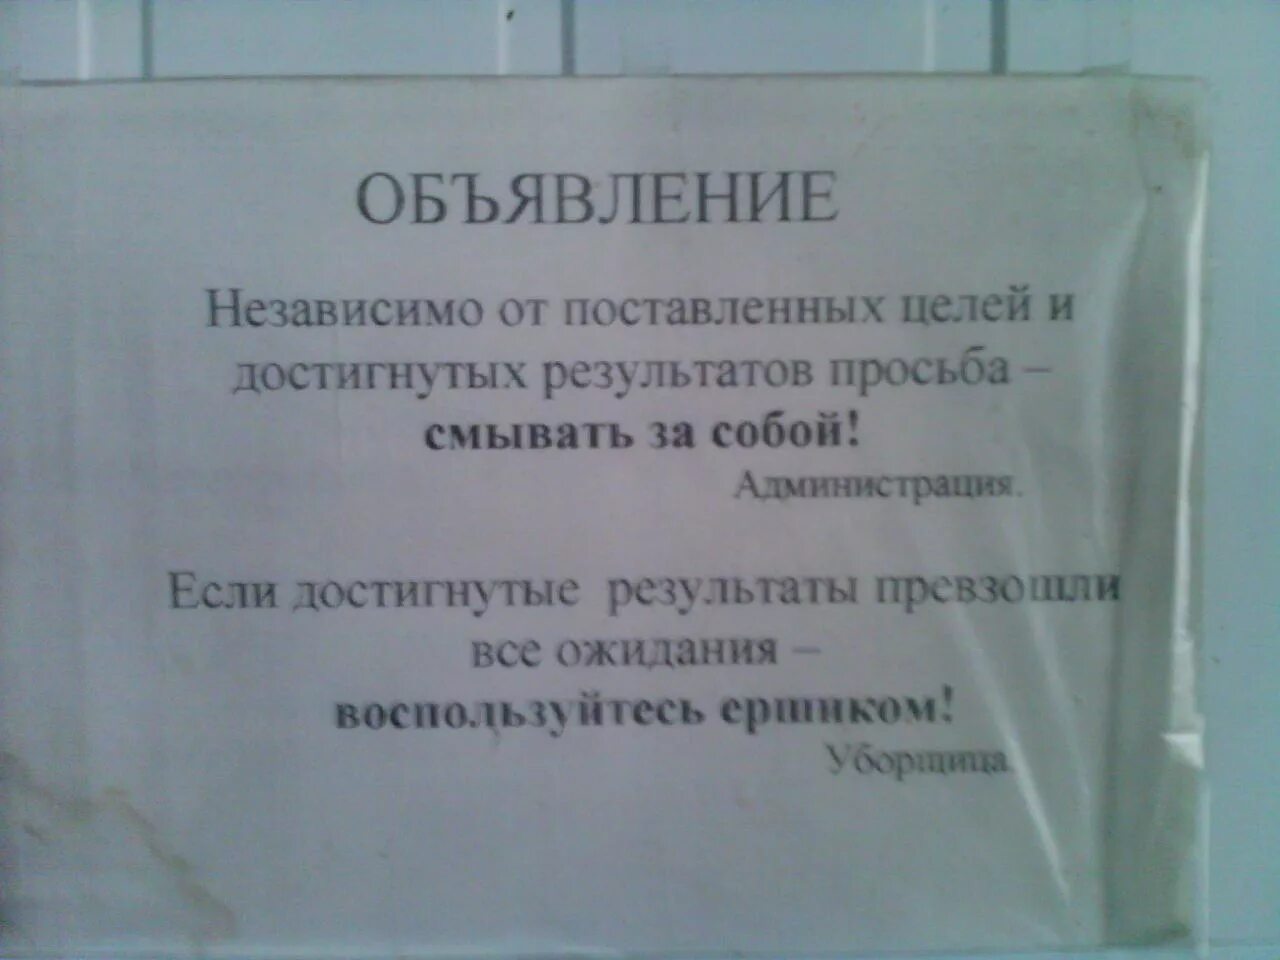 ОБЪЯВЛЕНИЕ
Независимо от поставленных целей и
достигнутых результатов просьба –
смывать за собой!
Администрация.
Если достигнутые результаты превзошли
все ожидания –
воспользуйтесь ершиком!
Уборщица.